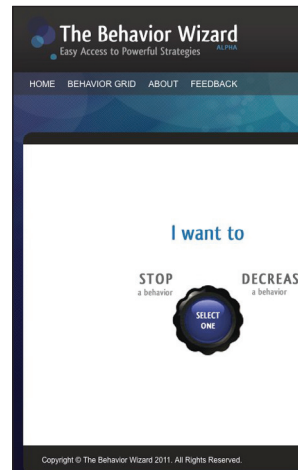 The Behavior Wizard
Easy Access to Powerful Strategies ALPHA
HOME BEHAVIOR GRID ABOUT FEEDBACK
I want to
STOP DECREAS
a behavior a behavior
SELECT
ONE
Copyright © The Behavior Wizard 2011. All Rights Reserved.